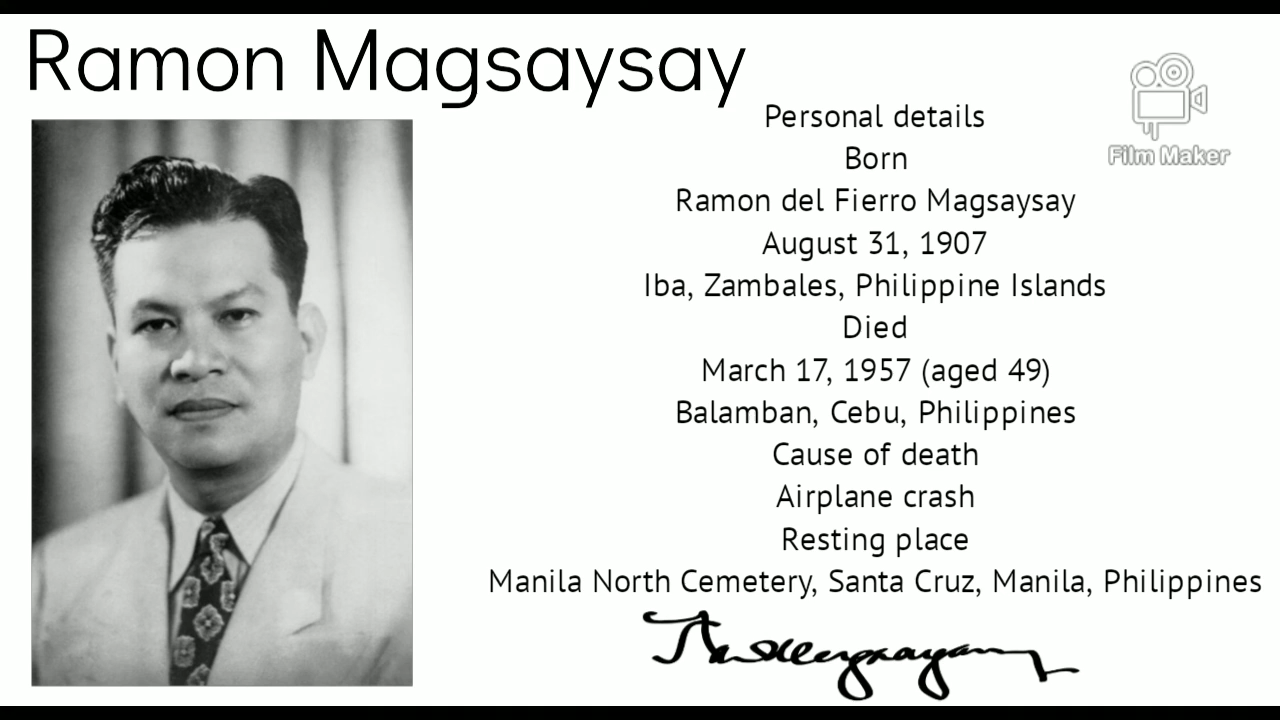 Ramon Magsaysay
Film Maker
Personal details
Born
Ramon del Fierro Magsaysay
August 31, 1907
Iba, Zambales, Philippine Islands
Died
March 17, 1957 (aged 49)
Balamban, Cebu, Philippines
Cause of death
Airplane crash
Resting place
Manila North Cemetery, Santa Cruz, Manila, Philippines